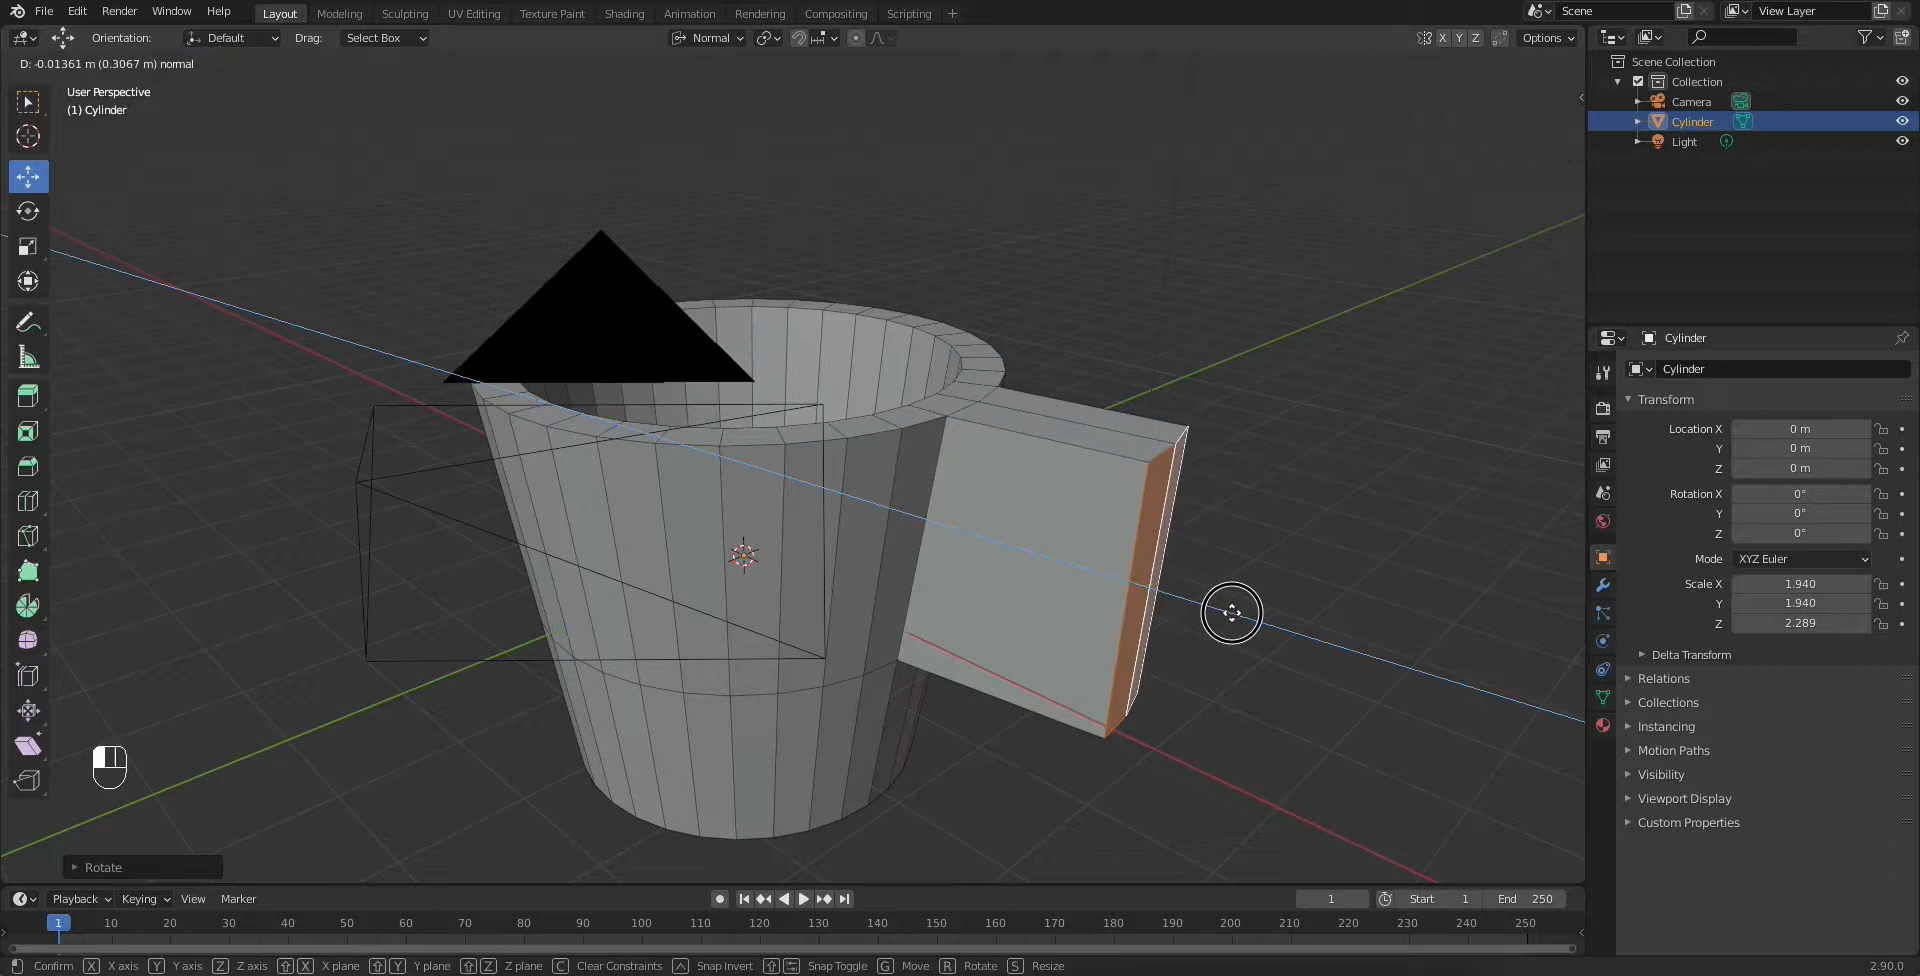 File Edit Render Window Help Layout Modeling Sculpting UV Editing Texture Paint Shading Animation Rendering Compositing Scripting + Scene View Layer
Orientation: Default Drag: Select Box Normal X Y Z Options
D: -0.01361 m (0.3067 m) normal
User Perspective
(1) Cylinder
Scene Collection
Collection
Camera
Cylinder
Light
Cylinder
Cylinder
Transform
Location X 0 m
Y 0 m
Z 0 m
Rotation X 0°
Y 0°
Z 0°
Mode XYZ Euler
Scale X 1.940
Y 1.940
Z 2.289
Delta Transform
Relations
Collections
Instancing
Motion Paths
Visibility
Viewport Display
Custom Properties
Rotate
Playback Keying View Marker 1 Start 1 End 250
1 10 20 30 40 50 60 70 80 90 100 110 120 130 140 150 160 170 180 190 200 210 220 230 240 250
Confirm X X axis Y Y axis Z Z axis X X plane Y Y plane Z Z plane C Clear Constraints Snap Invert Snap Toggle G Move R Rotate S Resize 2.90.0